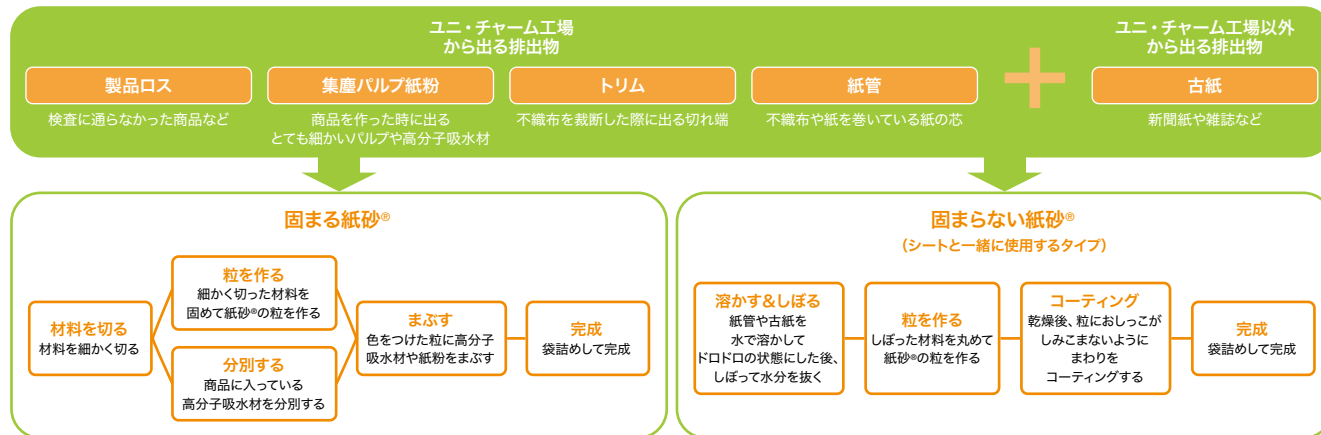 ユニ・チャーム工場
から出る排出物
ユニ・チャーム工場以外
から出る排出物
製品ロス
検査に通らなかった商品など
集塵パルプ紙粉
商品を作った時に出る
とても細かいパルプや高分子吸水材
トリム
不織布を裁断した際に出る切れ端
紙管
不織布や紙を巻いている紙の芯
古紙
新聞紙や雑誌など
固まる紙砂®
材料を切る
材料を細かく切る
粒を作る
細かく切った材料を
固めて紙砂®の粒を作る
分別する
商品に入っている
高分子吸水材を分別する
まぶす
色をつけた粒に高分子
吸水材や紙粉をまぶす
完成
袋詰めして完成
固まらない紙砂®
（シートと一緒に使用するタイプ）
溶かす&しぼる
紙管や古紙を
水で溶かして
ドロドロの状態にした後、
しぼって水分を抜く
粒を作る
しぼった材料を丸めて
紙砂®の粒を作る
コーティング
乾燥後、粒におしっこが
しみこまないように
まわりを
コーティングする
完成
袋詰めして完成